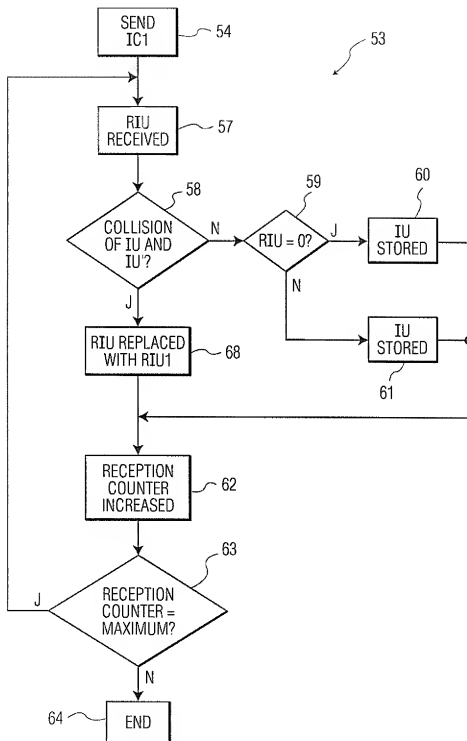 SEND
IC1
54
53
RIU
RECEIVED
57
58
COLLISION
OF IU AND
IU'?
N
59
RIU = 0?
J
60
IU
STORED
J
N
RIU REPLACED
WITH RIU1
68
IU
STORED
61
RECEPTION
COUNTER
INCREASED
62
63
J
RECEPTION
COUNTER =
MAXIMUM?
N
64
END